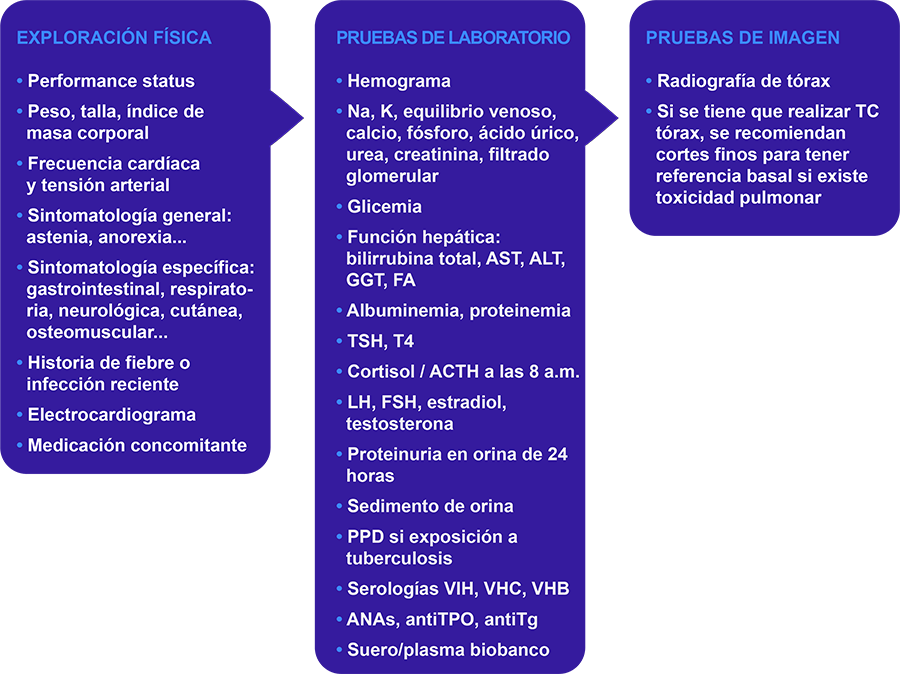 EXPLORACIÓN FÍSICA
• Performance status
• Peso, talla, índice de
masa corporal
• Frecuencia cardíaca
y tensión arterial
• Sintomatología general:
astenia, anorexia...
• Sintomatología específica:
gastrointestinal, respirato-
ria, neurológica, cutánea,
osteomuscular...
• Historia de fiebre o
infección reciente
• Electrocardiograma
• Medicación concomitante
PRUEBAS DE LABORATORIO
• Hemograma
• Na, K, equilibrio venoso,
calcio, fósforo, ácido úrico,
urea, creatinina, filtrado
glomerular
• Glicemia
• Función hepática:
bilirrubina total, AST, ALT,
GGT, FA
• Albuminemia, proteinemia
• TSH, T4
• Cortisol / ACTH a las 8 a.m.
• LH, FSH, estradiol,
testosterona
• Proteinuria en orina de 24
horas
• Sedimento de orina
• PPD si exposición a
tuberculosis
• Serologías VIH, VHC, VHB
• ANAs, antiTPO, antiTg
• Suero/plasma biobanco
PRUEBAS DE IMAGEN
• Radiografía de tórax
• Si se tiene que realizar TC
tórax, se recomiendan
cortes finos para tener
referencia basal si existe
toxicidad pulmonar